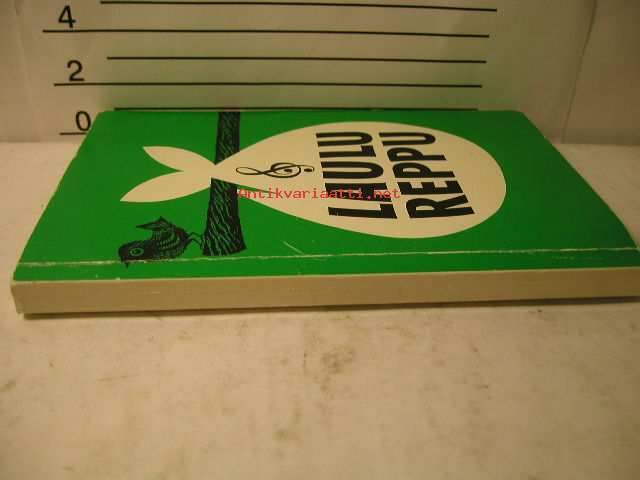 4
2
0
LAULU
REPPU
Antikvariaatti.net